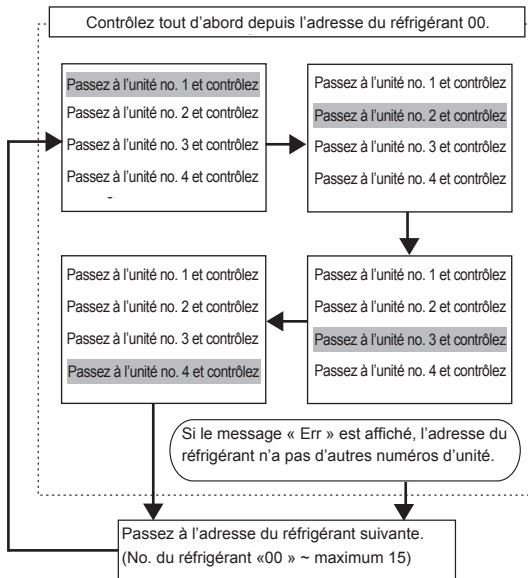 Contrôlez tout d'abord depuis l'adresse du réfrigérant 00.
Passez à l'unité no. 1 et contrôlez
Passez à l'unité no. 2 et contrôlez
Passez à l'unité no. 3 et contrôlez
Passez à l'unité no. 4 et contrôlez
Passez à l'unité no. 1 et contrôlez
Passez à l'unité no. 2 et contrôlez
Passez à l'unité no. 3 et contrôlez
Passez à l'unité no. 4 et contrôlez
Passez à l'unité no. 1 et contrôlez
Passez à l'unité no. 2 et contrôlez
Passez à l'unité no. 3 et contrôlez
Passez à l'unité no. 4 et contrôlez
Passez à l'unité no. 1 et contrôlez
Passez à l'unité no. 2 et contrôlez
Passez à l'unité no. 3 et contrôlez
Passez à l'unité no. 4 et contrôlez
Si le message « Err » est affiché, l'adresse du
réfrigérant n'a pas d'autres numéros d'unité.
Passez à l'adresse du réfrigérant suivante.
(No. du réfrigérant «00 » ~ maximum 15)